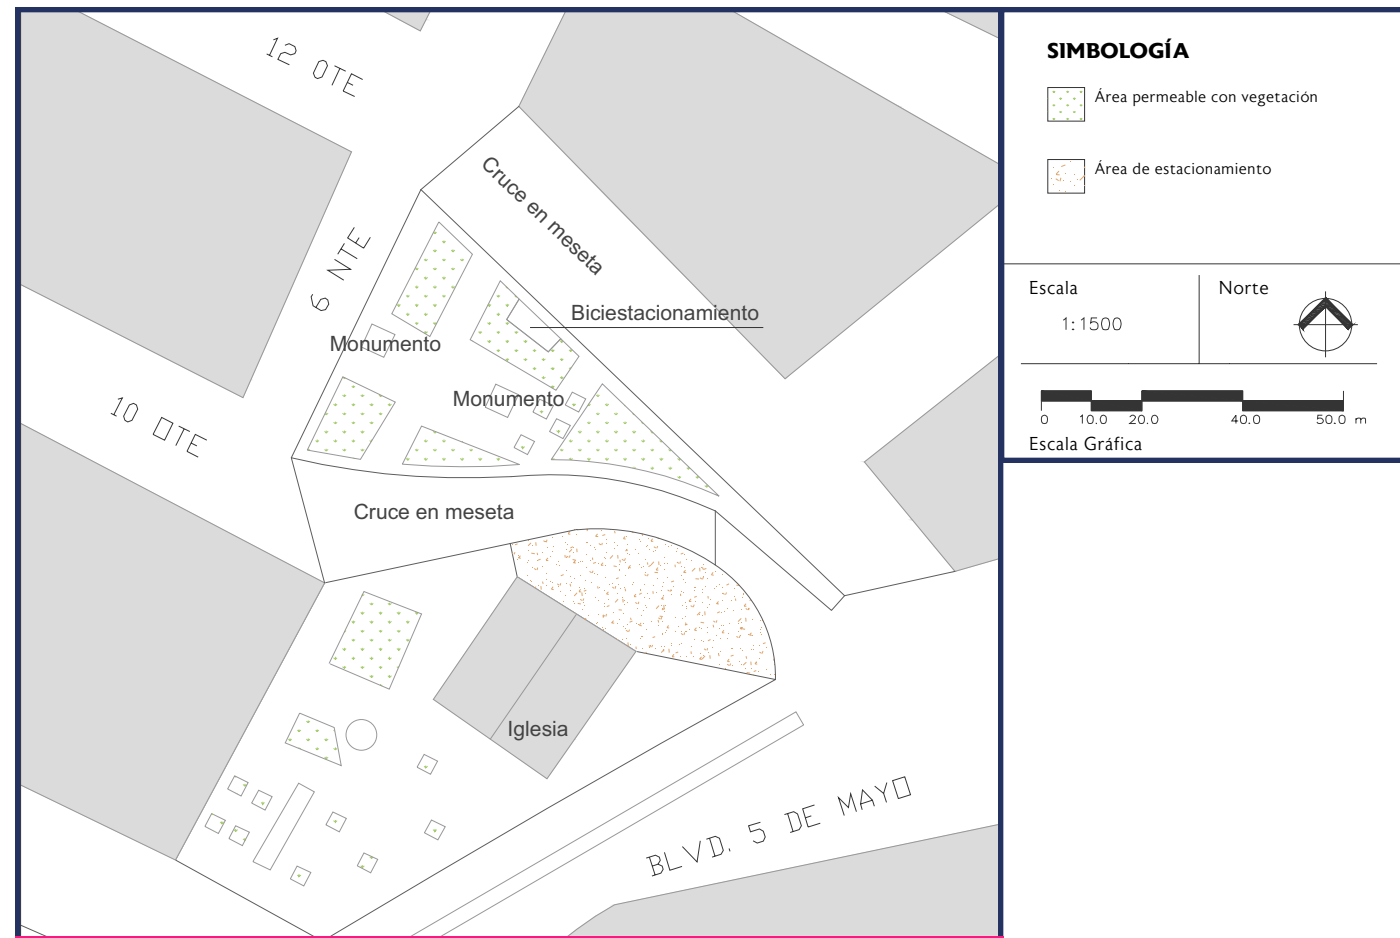 12 OTE
Cruce en meseta
6 NTE
Biciestacionamiento
Monumento
Monumento
10 OTE
Cruce en meseta
Iglesia
BLVD. 5 DE MAYO
SIMBOLOGÍA
Área permeable con vegetación
Área de estacionamiento
Escala
1:1500
Norte
0 10.0 20.0 40.0 50.0 m
Escala Gráfica